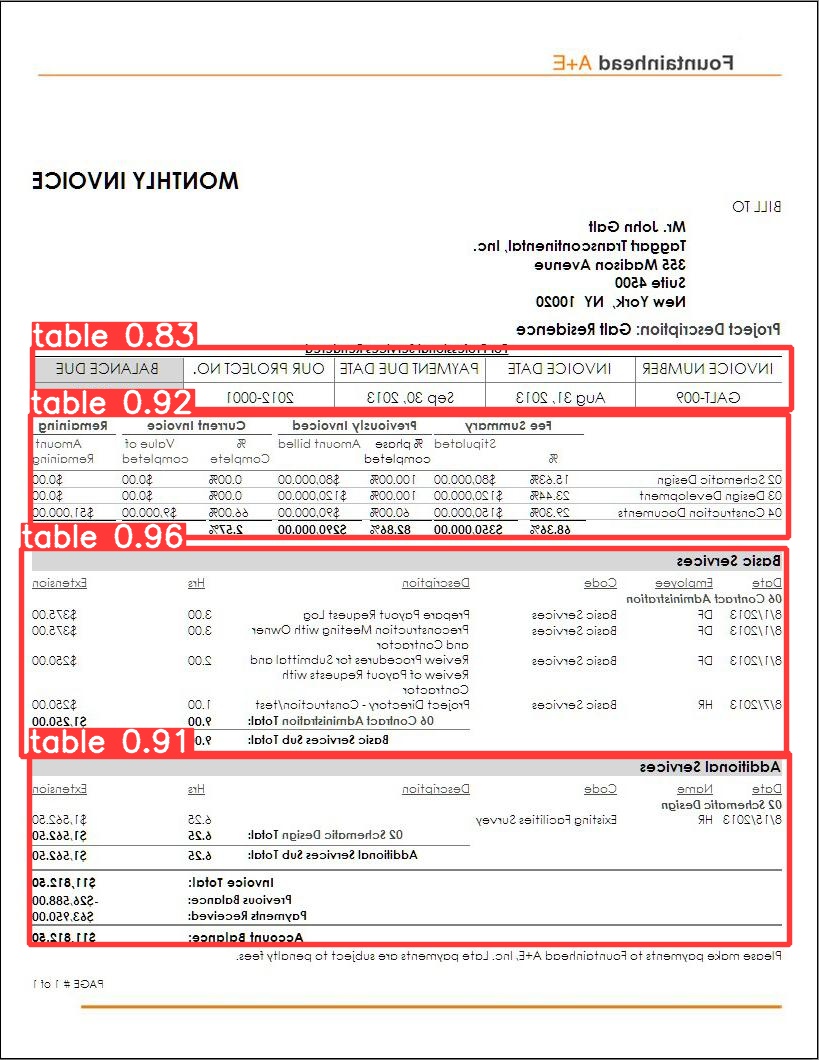 Fountainhead A+E
MONTHLY INVOICE
BILL TO
Mr. John Galt
Taggart Transcontinental, Inc.
355 Madison Avenue
Suite 4500
New York, NY 10020
Project Description: Galt Residence
table 0.83
For Professional Services Rendered
INVOICE NUMBER INVOICE DATE PAYMENT DUE DATE OUR PROJECT NO. BALANCE DUE
GALT-009 Aug 31, 2013 Sep 30, 2013 2012-0001
table 0.92
Fee Summary Previously Invoiced Current Invoice Remaining
% Stipulated % phase completed Amount billed % Complete Value of completed Amount Remaining
02 Schematic Design 15.63% $80,000.00 100.00% $80,000.00 0.00% $0.00 $0.00
03 Design Development 23.44% $120,000.00 100.00% $120,000.00 0.00% $0.00 $0.00
04 Construction Documents 29.30% $150,000.00 60.00% $90,000.00 66.00% $9,000.00 $51,000.00
68.36% $350,000.00 82.86% $290,000.00 2.57%
table 0.96
Basic Services
Date Employee Code Description Hrs Extension
06 Contract Administration
8/1/2013 DF Basic Services Prepare Payout Request Log 3.00 $375.00
8/1/2013 DF Basic Services Preconstruction Meeting with Owner 3.00 $375.00
and Contractor
8/1/2013 DF Basic Services Review Procedures for Submittal and 2.00 $250.00
Review of Payout Requests with
Contractor
8/7/2013 HR Basic Services Project Directory - Construction/test 1.00 $250.00
06 Contract Administration Total: 9.00 $1,250.00
Basic Services Sub Total: 9.0
table 0.91
Additional Services
Date Name Code Description Hrs Extension
02 Schematic Design
8/15/2013 HR Existing Facilities Survey 6.25 $1,562.50
02 Schematic Design Total: 6.25 $1,562.50
Additional Services Sub Total: 6.25 $1,562.50
Invoice Total: $11,812.50
Previous Balance: -$26,588.00
Payments Received: $63,950.00
Account Balance: $11,812.50
Please make payments to Fountainhead A+E, Inc. Late payments are subject to penalty fees.
PAGE # 1 of 1